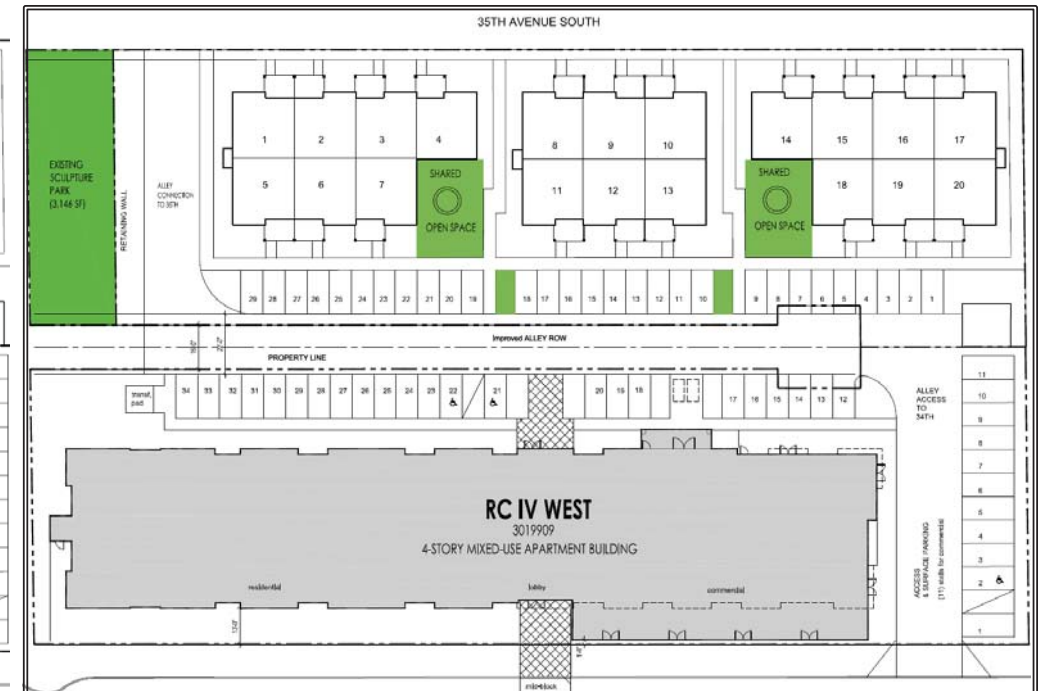 35TH AVENUE SOUTH
EXISTING
SCULPTURE
PARK
(3,146 SF)
RETAINING WALL
ALLEY
CONNECTION
TO 35TH
1 2 3 4
5 6 7
SHARED
OPEN SPACE
8 9 10
11 12 13
14 15 16 17
SHARED
OPEN SPACE
18 19 20
29 28 27 26 25 24 23 22 21 20 19
18 17 16 15 14 13 12 11 10
9 8 7 6 5 4 3 2 1
Improved ALLEY ROW
PROPERTY LINE
transf.
pad
34 33 32 31 30 29 28 27 26 25 24 23 22 21
20 19 18
17 16 15 14 13 12
ALLEY
ACCESS
TO
34TH
11
10
9
8
7
6
5
4
3
2
1
ACCESS
& SURFACE PARKING
(11) stalls for commercial
RC IV WEST
3019909
4-STORY MIXED-USE APARTMENT BUILDING
residential
lobby
commercial
mid-block